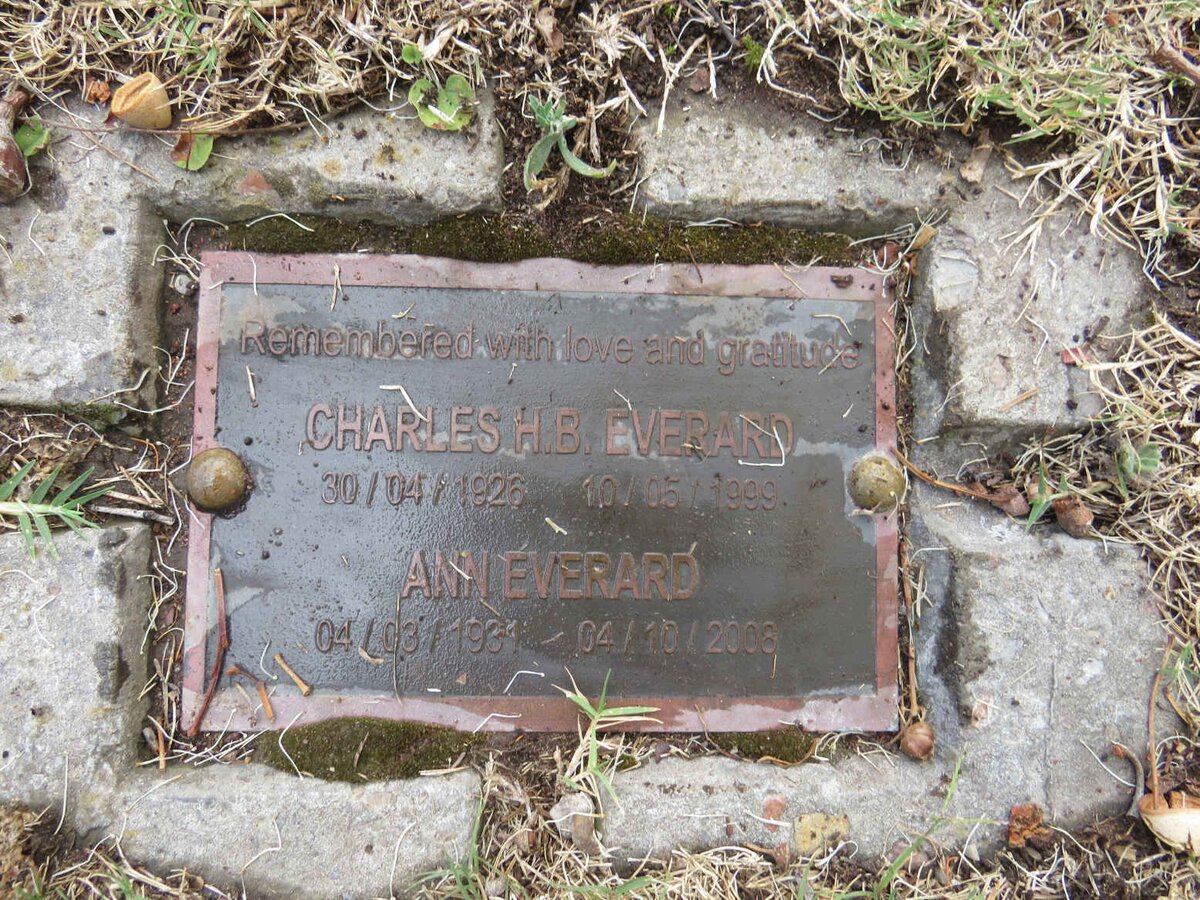 Remembered with love and gratitude
CHARLES H.B. EVERARD
30 / 04 / 1926 10 / 05 / 1999
ANN EVERARD
04 / 03 / 1931 04 / 10 / 2008